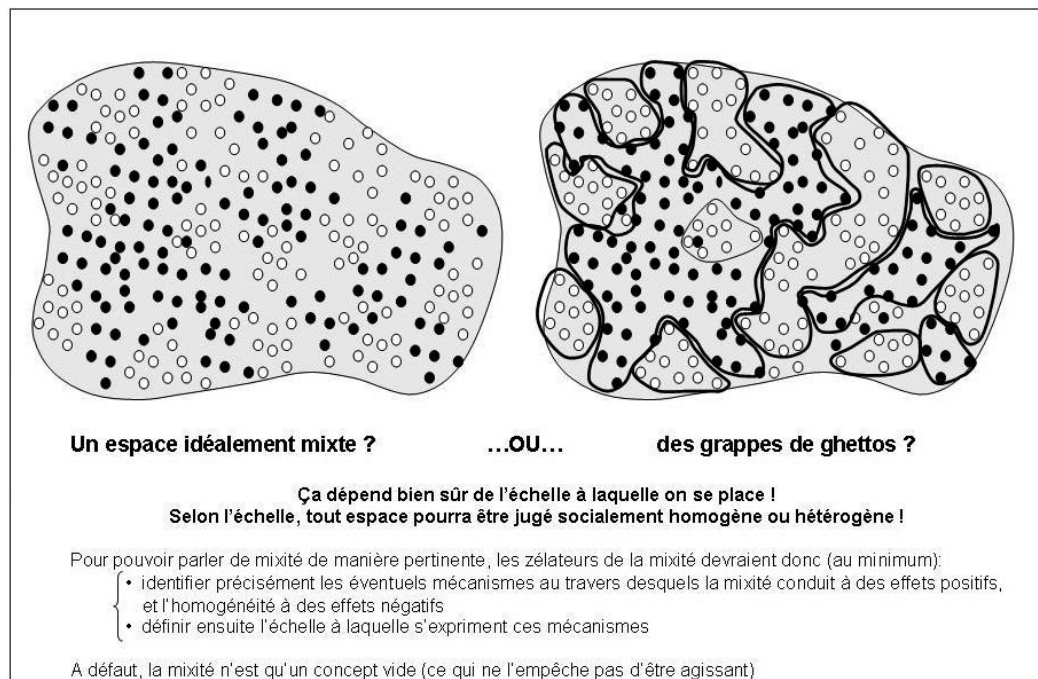 Un espace idéalement mixte ? ...OU... des grappes de ghettos ?
Ça dépend bien sûr de l'échelle à laquelle on se place !
Selon l'échelle, tout espace pourra être jugé socialement homogène ou hétérogène !
Pour pouvoir parler de mixité de manière pertinente, les zélateurs de la mixité devraient donc (au minimum):
• identifier précisément les éventuels mécanismes au travers desquels la mixité conduit à des effets positifs,
et l'homogénéité à des effets négatifs
• définir ensuite l'échelle à laquelle s'expriment ces mécanismes
A défaut, la mixité n'est qu'un concept vide (ce qui ne l'empêche pas d'être agissant)